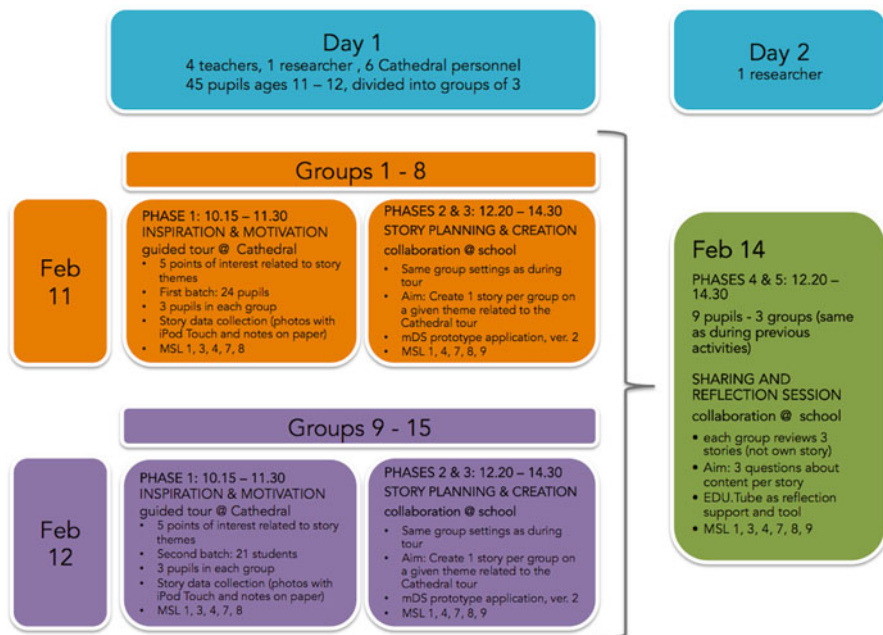 Day 1
4 teachers, 1 researcher , 6 Cathedral personnel
45 pupils ages 11 – 12, divided into groups of 3
Day 2
1 researcher
Groups 1 - 8
Feb
11
PHASE 1: 10.15 – 11.30
INSPIRATION & MOTIVATION
guided tour @ Cathedral
• 5 points of interest related to story
themes
• First batch: 24 pupils
• 3 pupils in each group
• Story data collection (photos with
iPod Touch and notes on paper)
• MSL 1, 3, 4, 7, 8
PHASES 2 & 3: 12.20 – 14.30
STORY PLANNING & CREATION
collaboration @ school
• Same group settings as during
tour
• Aim: Create 1 story per group on
a given theme related to the
Cathedral tour
• mDS prototype application, ver. 2
• MSL 1, 4, 7, 8, 9
Groups 9 - 15
Feb
12
PHASE 1: 10.15 – 11.30
INSPIRATION & MOTIVATION
guided tour @ Cathedral
• 5 points of interest related to story
themes
• Second batch: 21 students
• 3 pupils in each group
• Story data collection (photos with
iPod Touch and notes on paper)
• MSL 1, 3, 4, 7, 8
PHASES 2 & 3: 12.20 – 14.30
STORY PLANNING & CREATION
collaboration @ school
• Same group settings as during
tour
• Aim: Create 1 story per group on
a given theme related to the
Cathedral tour
• mDS prototype application, ver. 2
• MSL 1, 4, 7, 8, 9
Feb 14
PHASES 4 & 5: 12.20 –
14.30
9 pupils - 3 groups (same
as during previous
activities)
SHARING AND
REFLECTION SESSION
collaboration @ school
• each group reviews 3
stories (not own story)
• Aim: 3 questions about
content per story
• EDU.Tube as reflection
support and tool
• MSL 1, 3, 4, 7, 8, 9